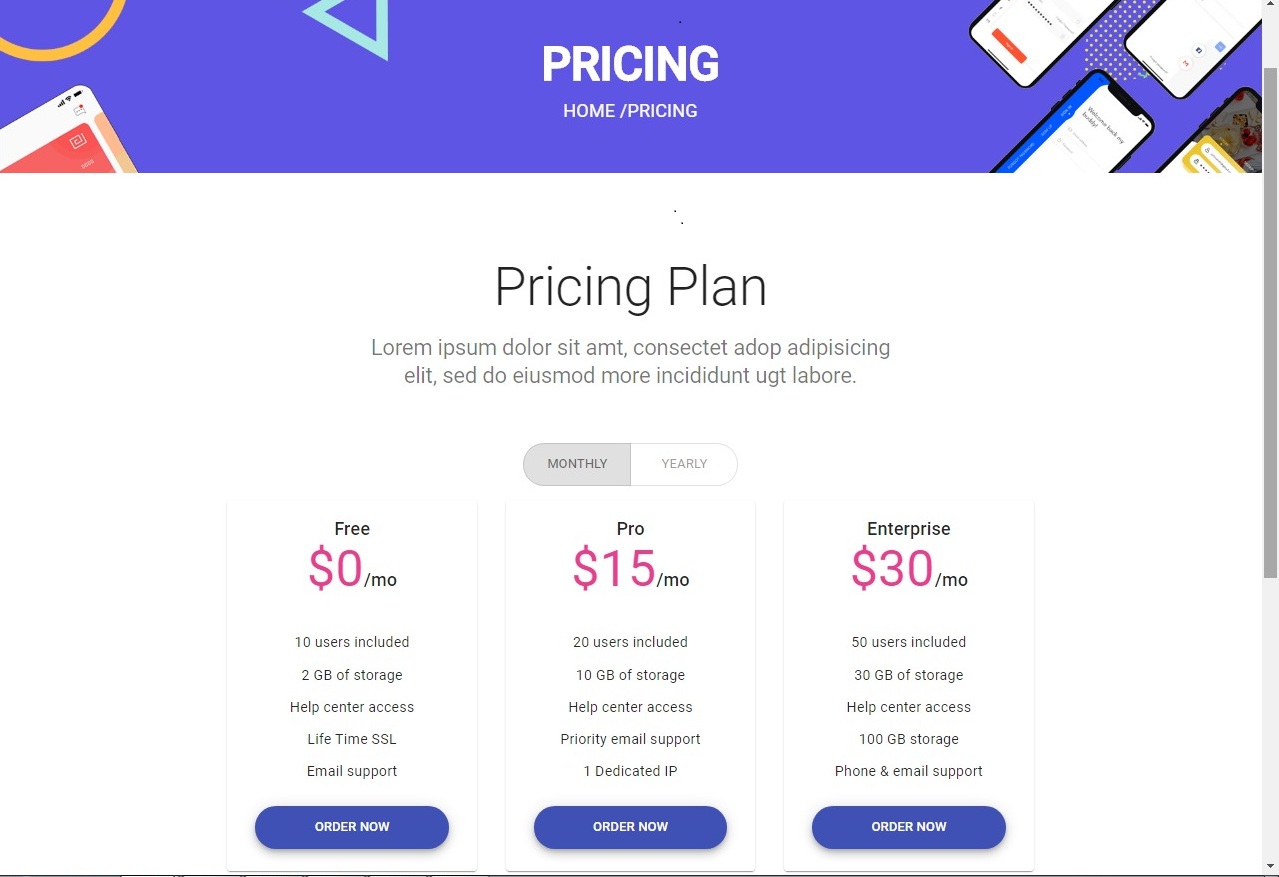 PRICING
HOME /PRICING
Welcome back my
buddy!
Pricing Plan
Lorem ipsum dolor sit amt, consectet adop adipisicing
elit, sed do eiusmod more incididunt ugt labore.
MONTHLY
YEARLY
Free
$0/mo
10 users included
2 GB of storage
Help center access
Life Time SSL
Email support
ORDER NOW
Pro
$15/mo
20 users included
10 GB of storage
Help center access
Priority email support
1 Dedicated IP
ORDER NOW
Enterprise
$30/mo
50 users included
30 GB of storage
Help center access
100 GB storage
Phone & email support
ORDER NOW